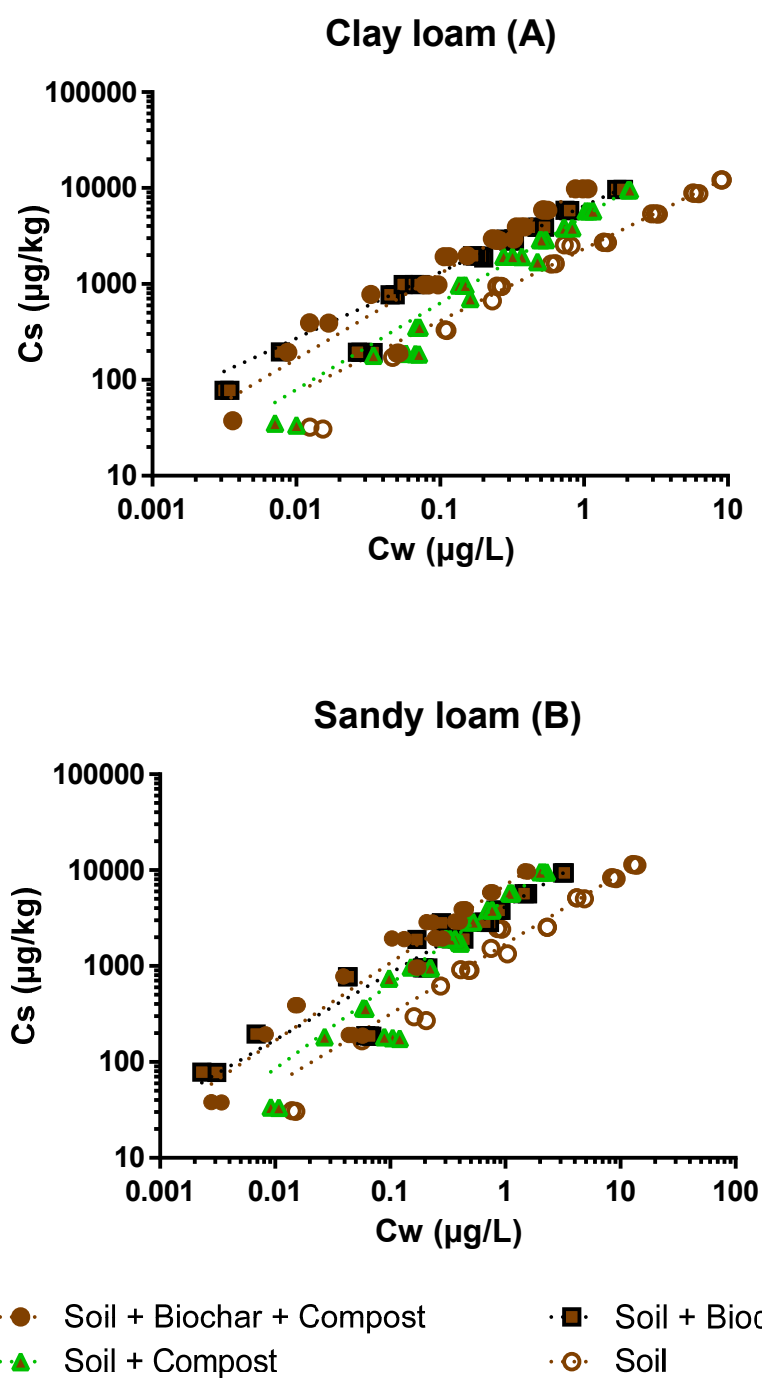 Clay loam (A)
100000
10000
1000
100
10
Cs (µg/kg)
0.001 0.01 0.1 1 10
Cw (µg/L)
Sandy loam (B)
100000
10000
1000
100
10
Cs (µg/kg)
0.001 0.01 0.1 1 10 100
Cw (µg/L)
Soil + Biochar + Compost Soil +
Soil + Compost Soil